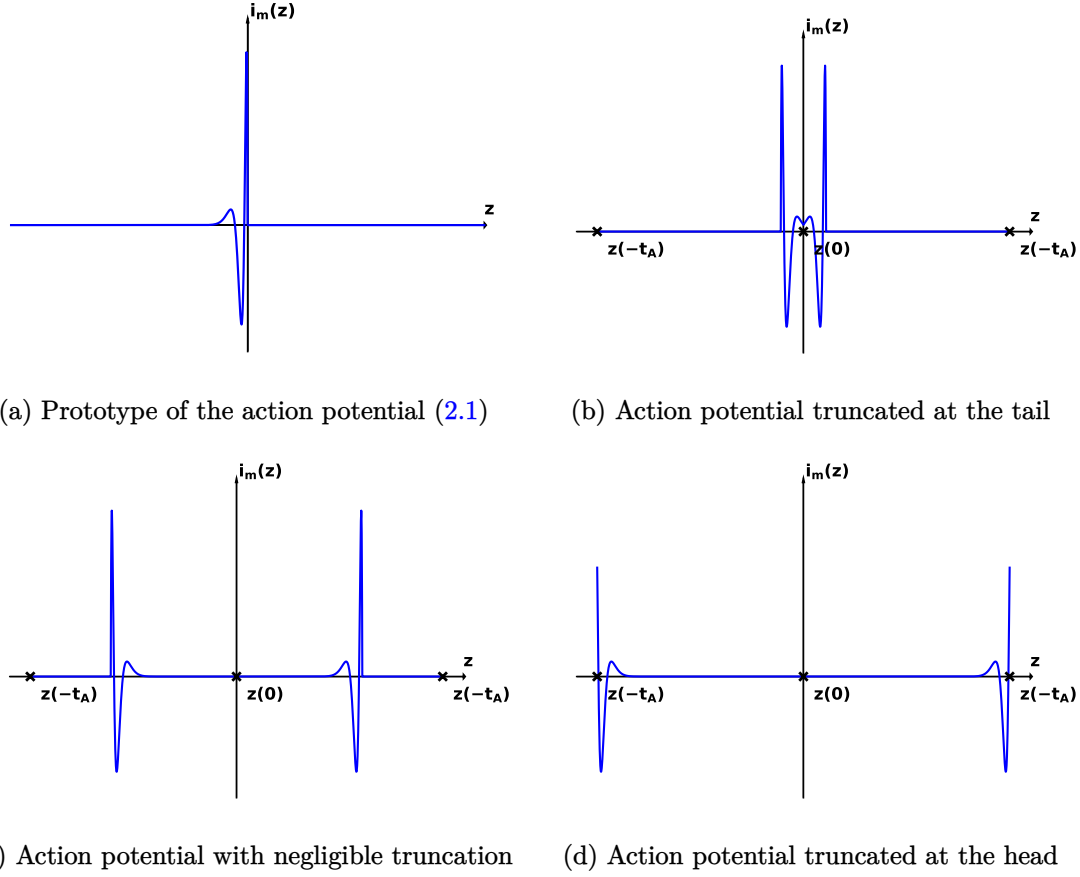 i_m(z)
z
(a) Prototype of the action potential (2.1)
i_m(z)
z
z(−t_A)
z(0)
z(−t_A)
(b) Action potential truncated at the tail
i_m(z)
z
z(−t_A)
z(0)
z(−t_A)
) Action potential with negligible truncation
i_m(z)
z
z(−t_A)
z(0)
z(−t_A)
(d) Action potential truncated at the head